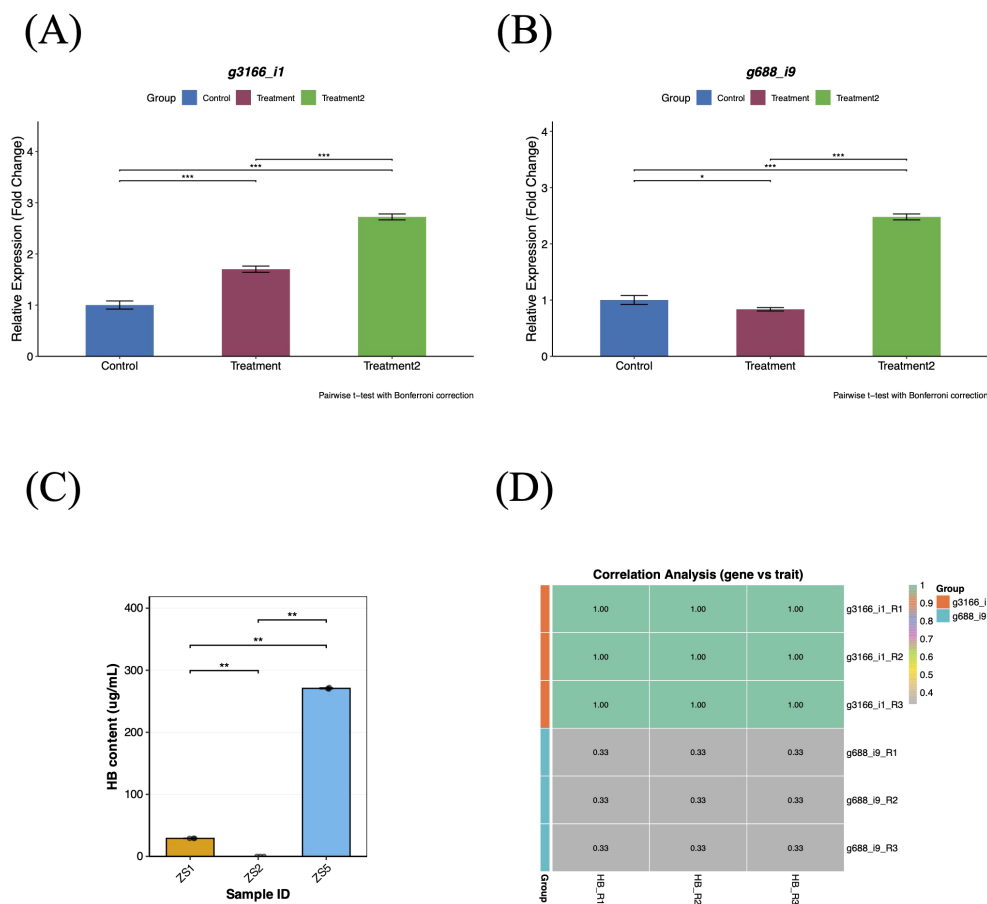 (A)
g3166_i1
Group Control Treatment Treatment2
Relative Expression (Fold Change)
4
3
2
1
0
***
***
***
Control Treatment Treatment2
Pairwise t-test with Bonferroni correction
(B)
g688_i9
Group Control Treatment Treatment2
Relative Expression (Fold Change)
4
3
2
1
0
***
***
*
Control Treatment Treatment2
Pairwise t-test with Bonferroni correction
(C)
HB content (ug/mL)
400
300
200
100
0
**
**
**
ZS1 ZS2 ZS5
Sample ID
(D)
Correlation Analysis (gene vs trait)
1.00 1.00 1.00 g3166_i1_R1
1.00 1.00 1.00 g3166_i1_R2
1.00 1.00 1.00 g3166_i1_R3
0.33 0.33 0.33 g688_i9_R1
0.33 0.33 0.33 g688_i9_R2
0.33 0.33 0.33 g688_i9_R3
Group HB_R1 HB_R2 HB_R3
1
0.9
0.8
0.7
0.6
0.5
0.4
Group
g3166_i
g688_i9